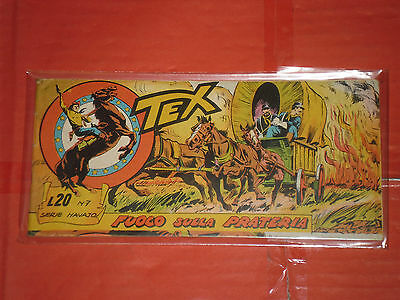 TEX
L.20 N. 7
SERIE NAVAJO
FUOCO SULLA PRATERIA